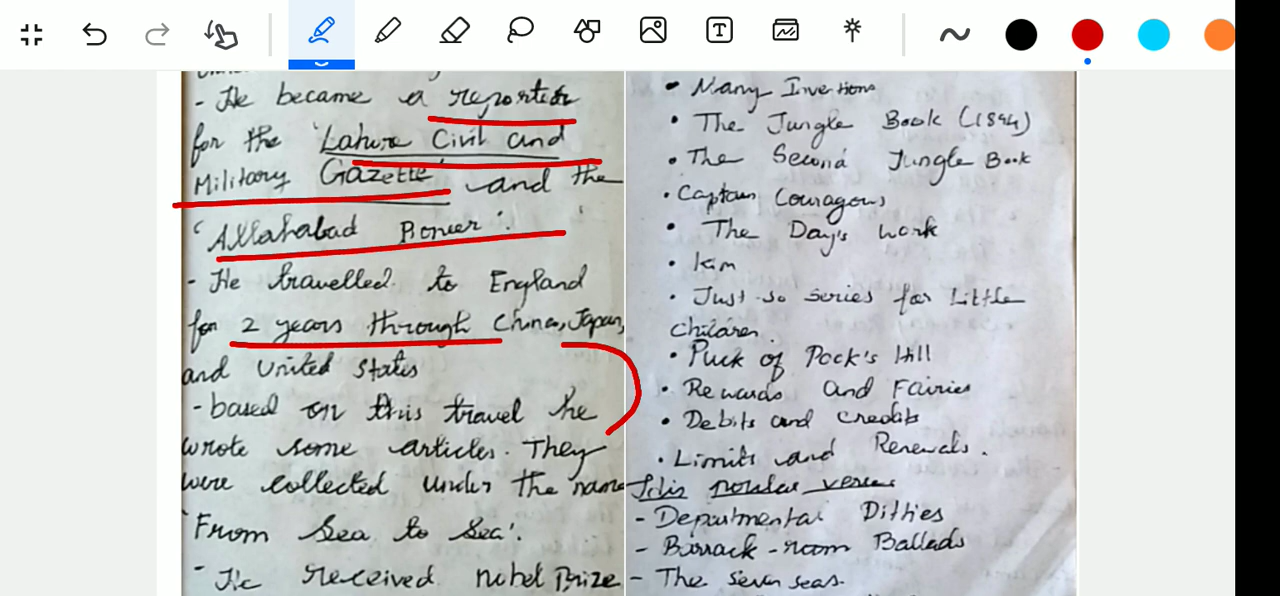 - He became a reporter
for the 'Lahore Civil and
Military Gazette' and the
'Allahabad Pioneer'.
- He travelled to England
for 2 years through China, Japan,
and United States
- based on this travel he
wrote some articles. They
were collected under the name
'From Sea to Sea'.
- He received nobel Prize
• Many Inventions
• The Jungle Book (1894)
• The Second Jungle Book
• Captain Courageous
• The Day's Work
• Kim
• Just so series for Little
Children.
• Puck of Pock's Hill
• Rewards and Fairies
• Debits and credits
• Limits and Renewals.
His popular verses
- Departmental Ditties
- Barrack-room Ballads
- The seven seas.